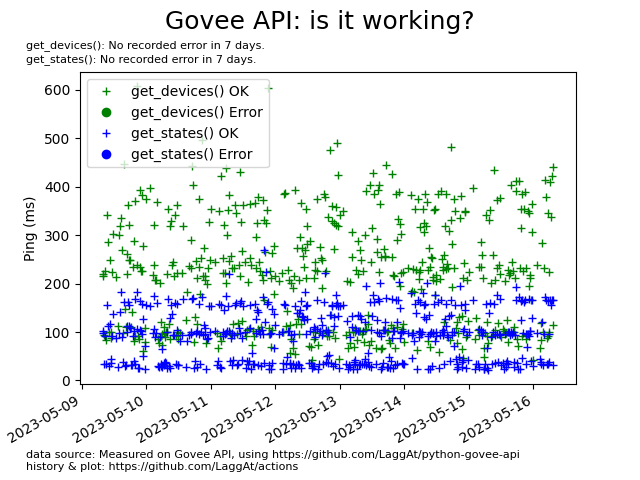 Govee API: is it working?
get_devices(): No recorded error in 7 days.
get_states(): No recorded error in 7 days.
get_devices() OK
get_devices() Error
get_states() OK
get_states() Error
Ping (ms)
600
500
400
300
200
100
0
2023-05-09
2023-05-10
2023-05-11
2023-05-12
2023-05-13
2023-05-14
2023-05-15
2023-05-16
data source: Measured on Govee API, using https://github.com/LaggAt/python-govee-api
history & plot: https://github.com/LaggAt/actions